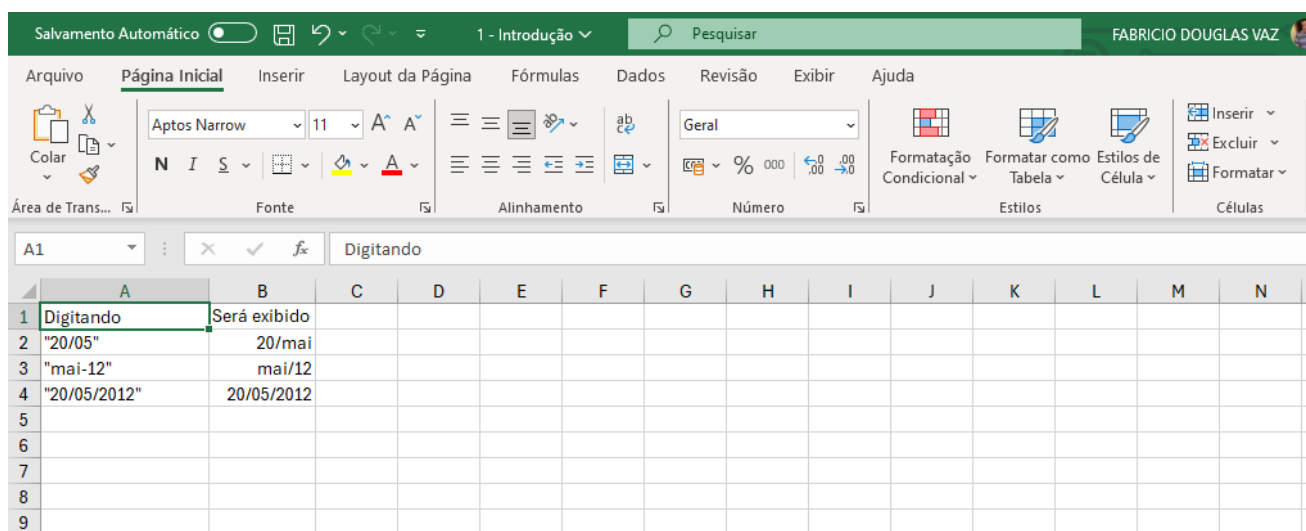 Salvamento Automático 1 - Introdução Pesquisar FABRICIO DOUGLAS VAZ
Arquivo Página Inicial Inserir Layout da Página Fórmulas Dados Revisão Exibir Ajuda
Colar
Aptos Narrow 11 A A ab Geral
N I S A % 000 ,00
Formatação Condicional
Formatar como Tabela
Estilos de Célula
Inserir
Excluir
Formatar
Área de Trans... Fonte Alinhamento Número Estilos Células
A1 fx Digitando
A B C D E F G H I J K L M N
1 Digitando Será exibido
2 "20/05" 20/mai
3 "mai-12" mai/12
4 "20/05/2012" 20/05/2012
5
6
7
8
9